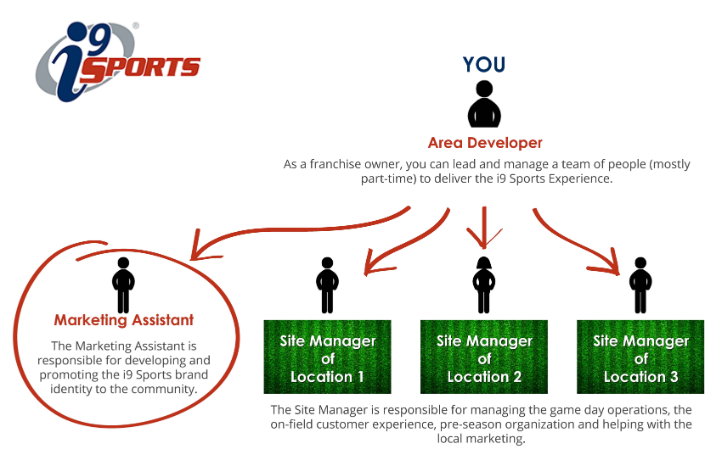 i9 SPORTS
YOU
Area Developer
As a franchise owner, you can lead and manage a team of people (mostly
part-time) to deliver the i9 Sports Experience.
Marketing Assistant
The Marketing Assistant is
responsible for developing and
promoting the i9 Sports brand
identity to the community.
Site Manager
of
Location 1
Site Manager
of
Location 2
Site Manager
of
Location 3
The Site Manager is responsible for managing the game day operations, the
on-field customer experience, pre-season organization and helping with the
local marketing.